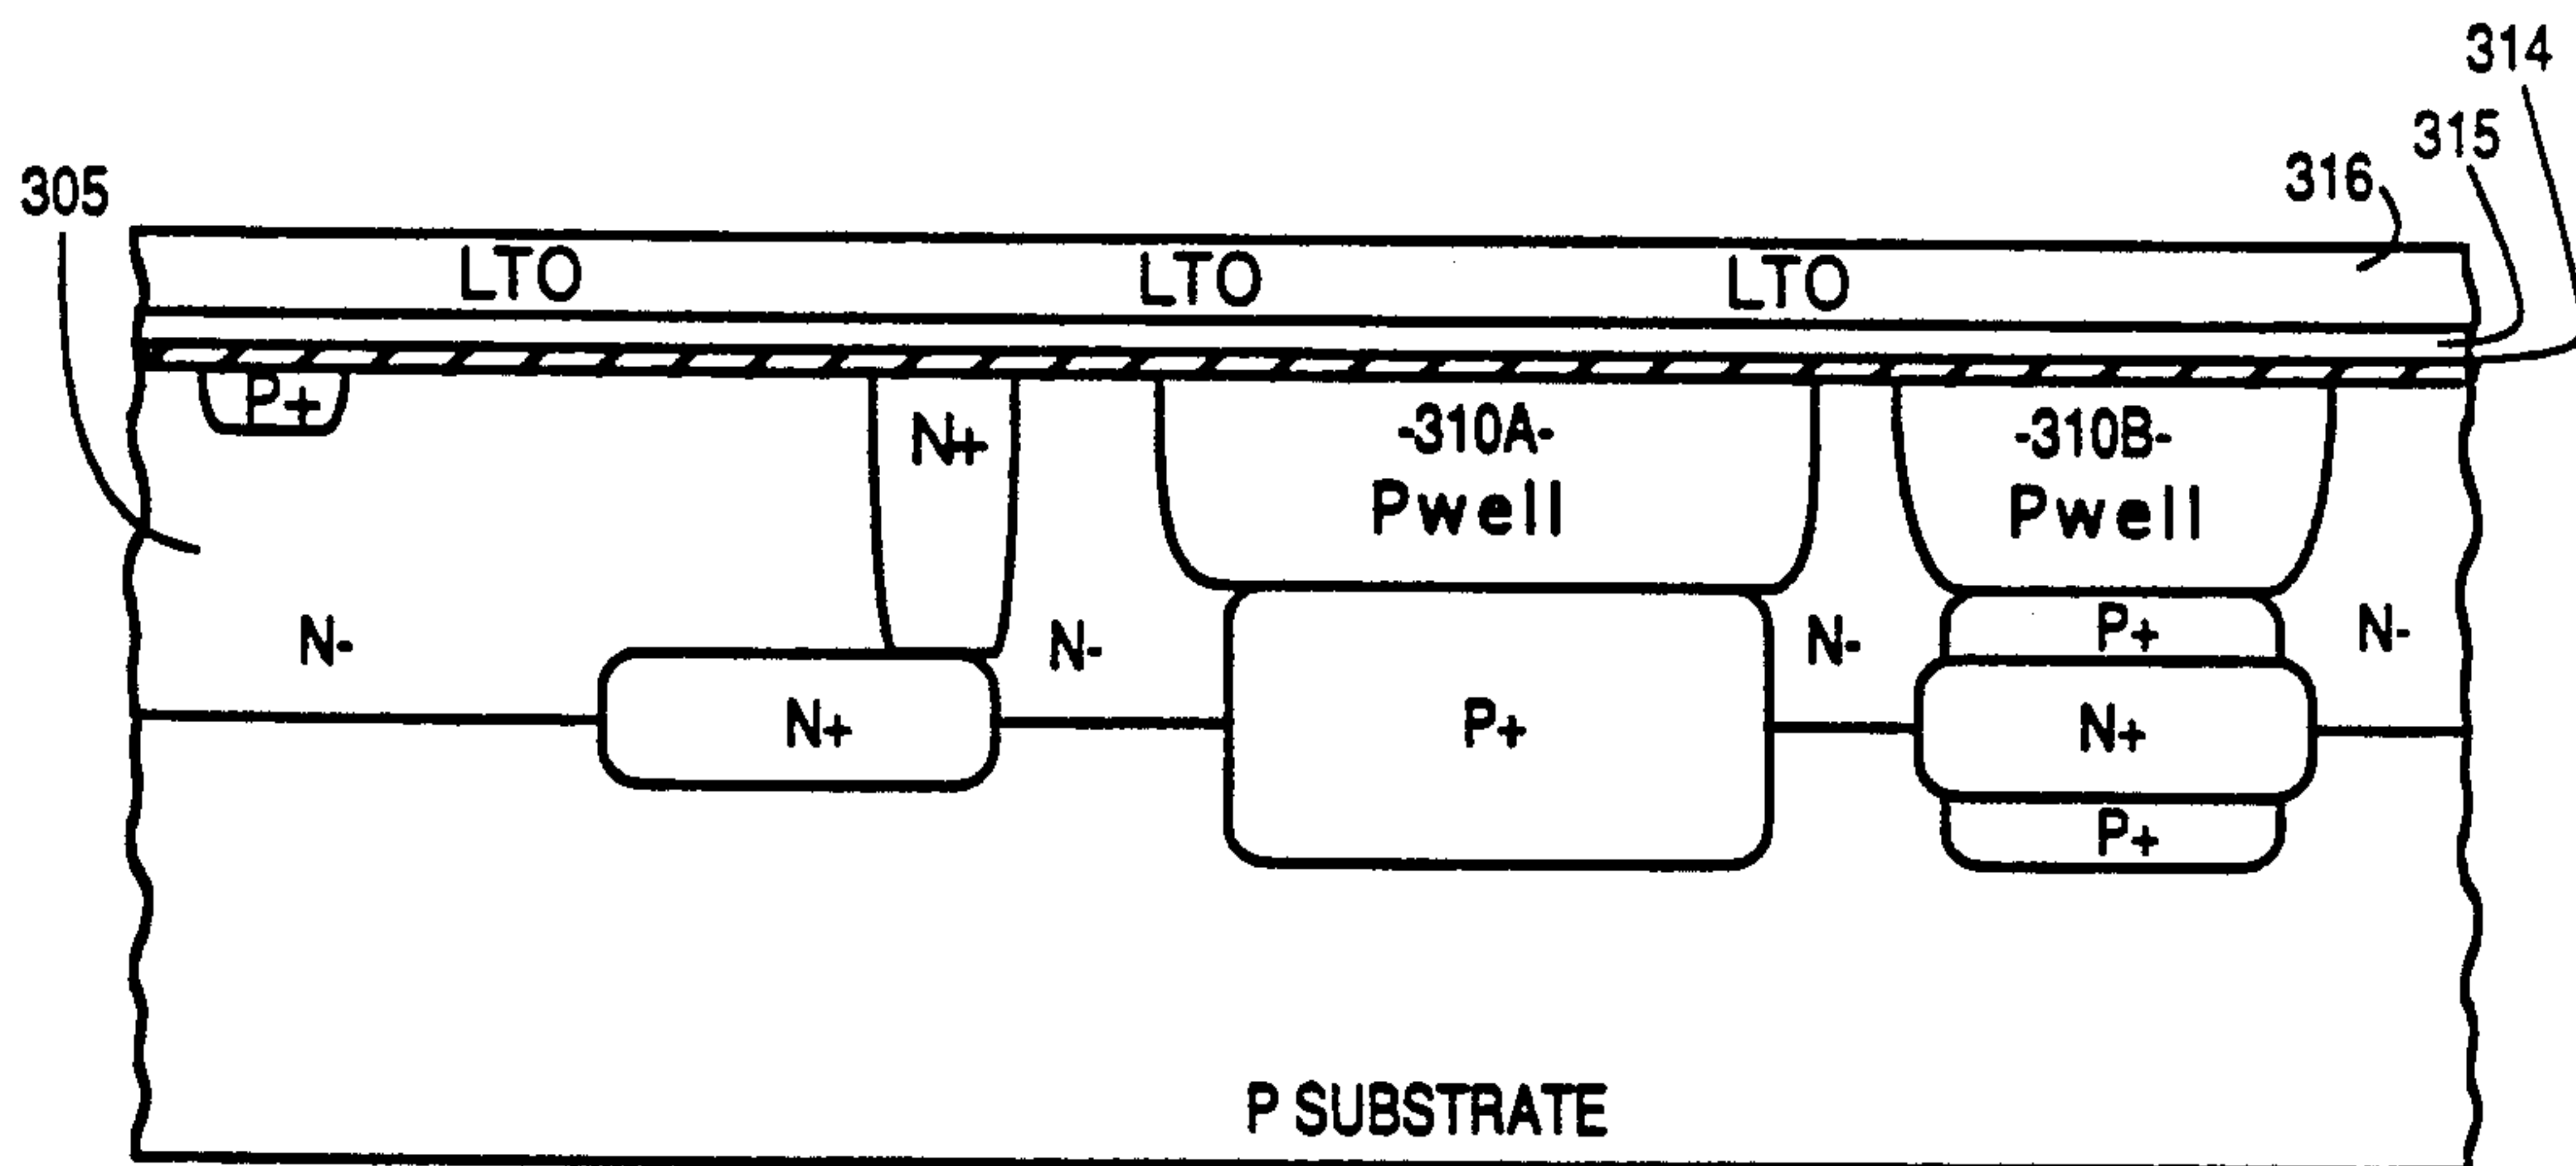 314
315
316
305
LTO LTO LTO
P+
N+
-310A-
Pwell
-310B-
Pwell
N- N- N- N-
P+
N+ P+ N+
P+
P SUBSTRATE